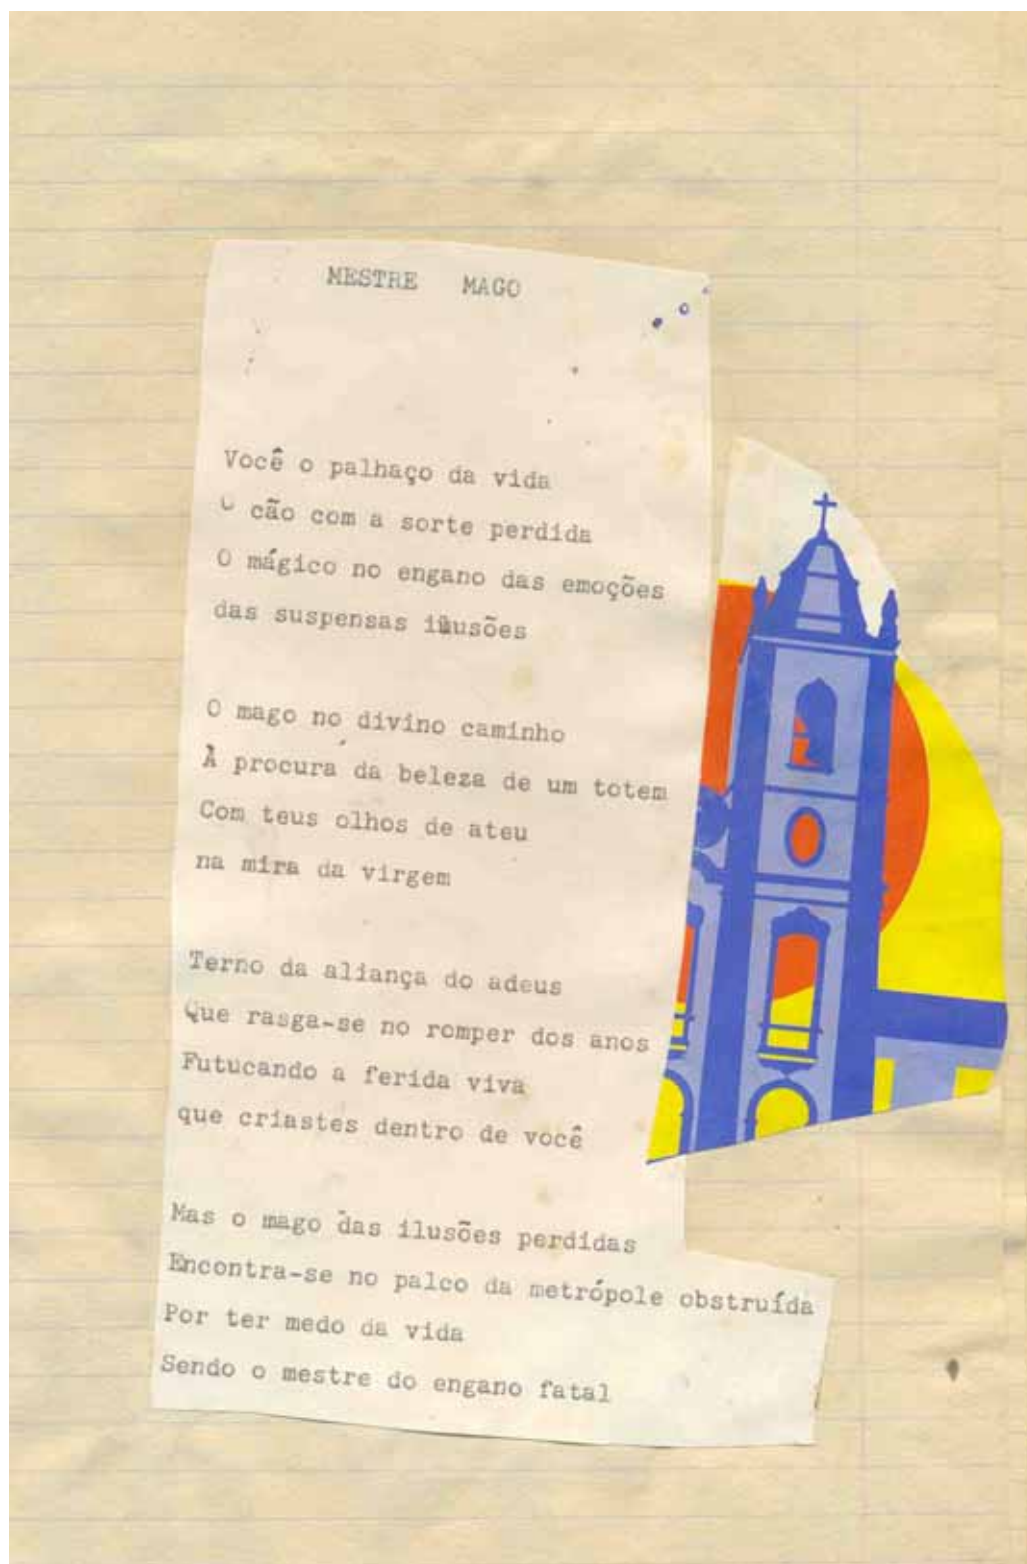 MESTRE MAGO
Você o palhaço da vida
O cão com a sorte perdida
O mágico no engano das emoções
das suspensas ilusões
O mago no divino caminho
À procura da beleza de um totem
Com teus olhos de ateu
na mira da virgem
Terno da aliança do adeus
Que rasga-se no romper dos anos
Futucando a ferida viva
que criastes dentro de você
Mas o mago das ilusões perdidas
Encontra-se no palco da metrópole obstruída
Por ter medo da vida
Sendo o mestre do engano fatal